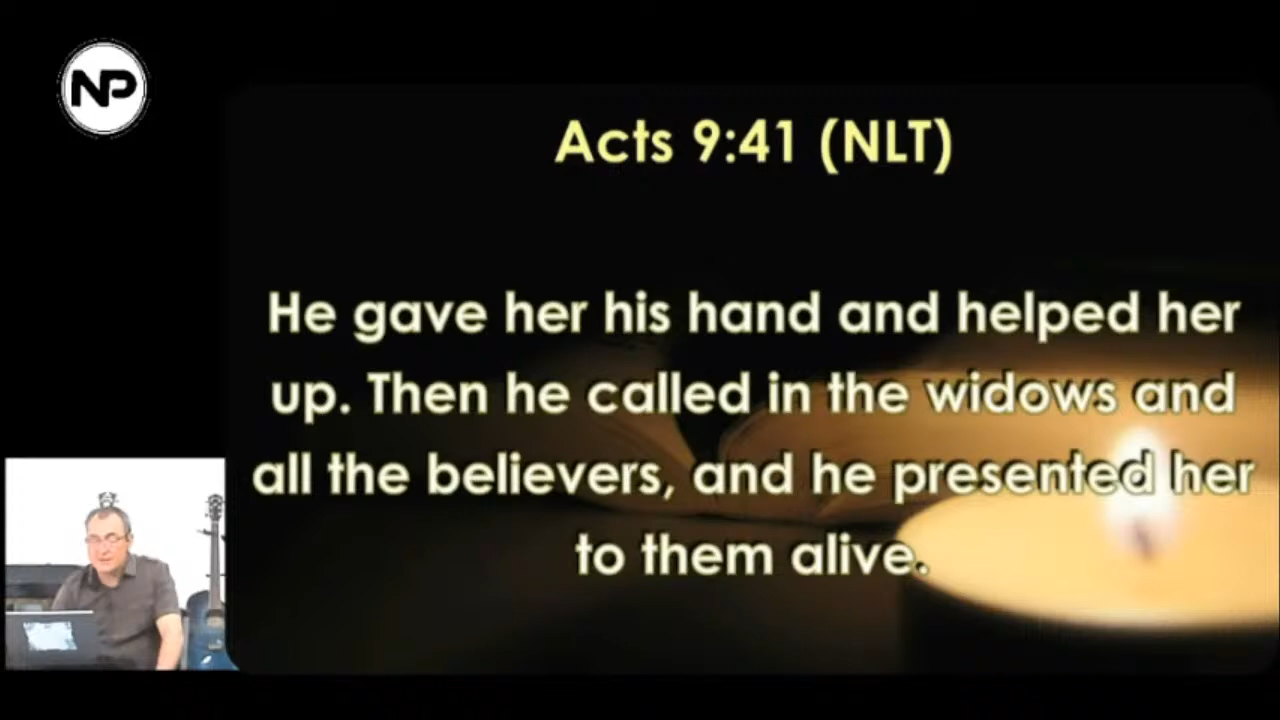 NP
Acts 9:41 (NLT)
He gave her his hand and helped her
up. Then he called in the widows and
all the believers, and he presented her
to them alive.